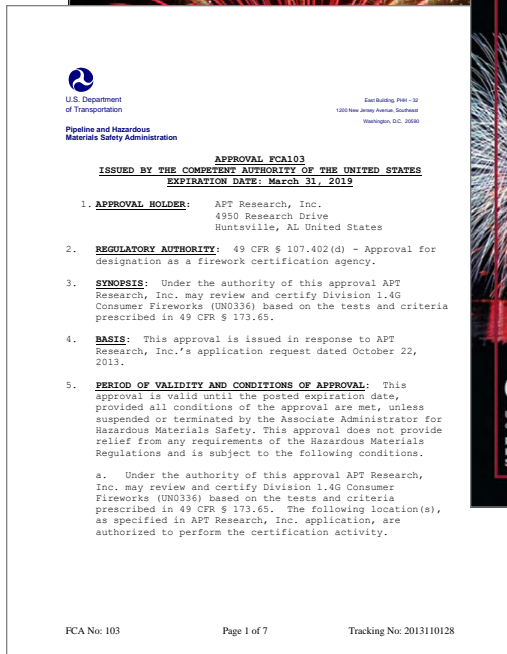 U.S. Department
of Transportation
East Building, PHH – 32
1200 New Jersey Avenue, Southeast
Washington, D.C. 20590
Pipeline and Hazardous
Materials Safety Administration
APPROVAL FCA103
ISSUED BY THE COMPETENT AUTHORITY OF THE UNITED STATES
EXPIRATION DATE: March 31, 2019
1. APPROVAL HOLDER: APT Research, Inc.
4950 Research Drive
Huntsville, AL United States
2. REGULATORY AUTHORITY: 49 CFR § 107.402(d) - Approval for
designation as a firework certification agency.
3. SYNOPSIS: Under the authority of this approval APT
Research, Inc. may review and certify Division 1.4G
Consumer Fireworks (UN0336) based on the tests and criteria
prescribed in 49 CFR § 173.65.
4. BASIS: This approval is issued in response to APT
Research, Inc.'s application request dated October 22,
2013.
5. PERIOD OF VALIDITY AND CONDITIONS OF APPROVAL: This
approval is valid until the posted expiration date,
provided all conditions of the approval are met, unless
suspended or terminated by the Associate Administrator for
Hazardous Materials Safety. This approval does not provide
relief from any requirements of the Hazardous Materials
Regulations and is subject to the following conditions.
a. Under the authority of this approval APT Research,
Inc. may review and certify Division 1.4G Consumer
Fireworks (UN0336) based on the tests and criteria
prescribed in 49 CFR § 173.65. The following location(s),
as specified in APT Research, Inc. application, are
authorized to perform the certification activity.
FCA No: 103
Page 1 of 7
Tracking No: 2013110128